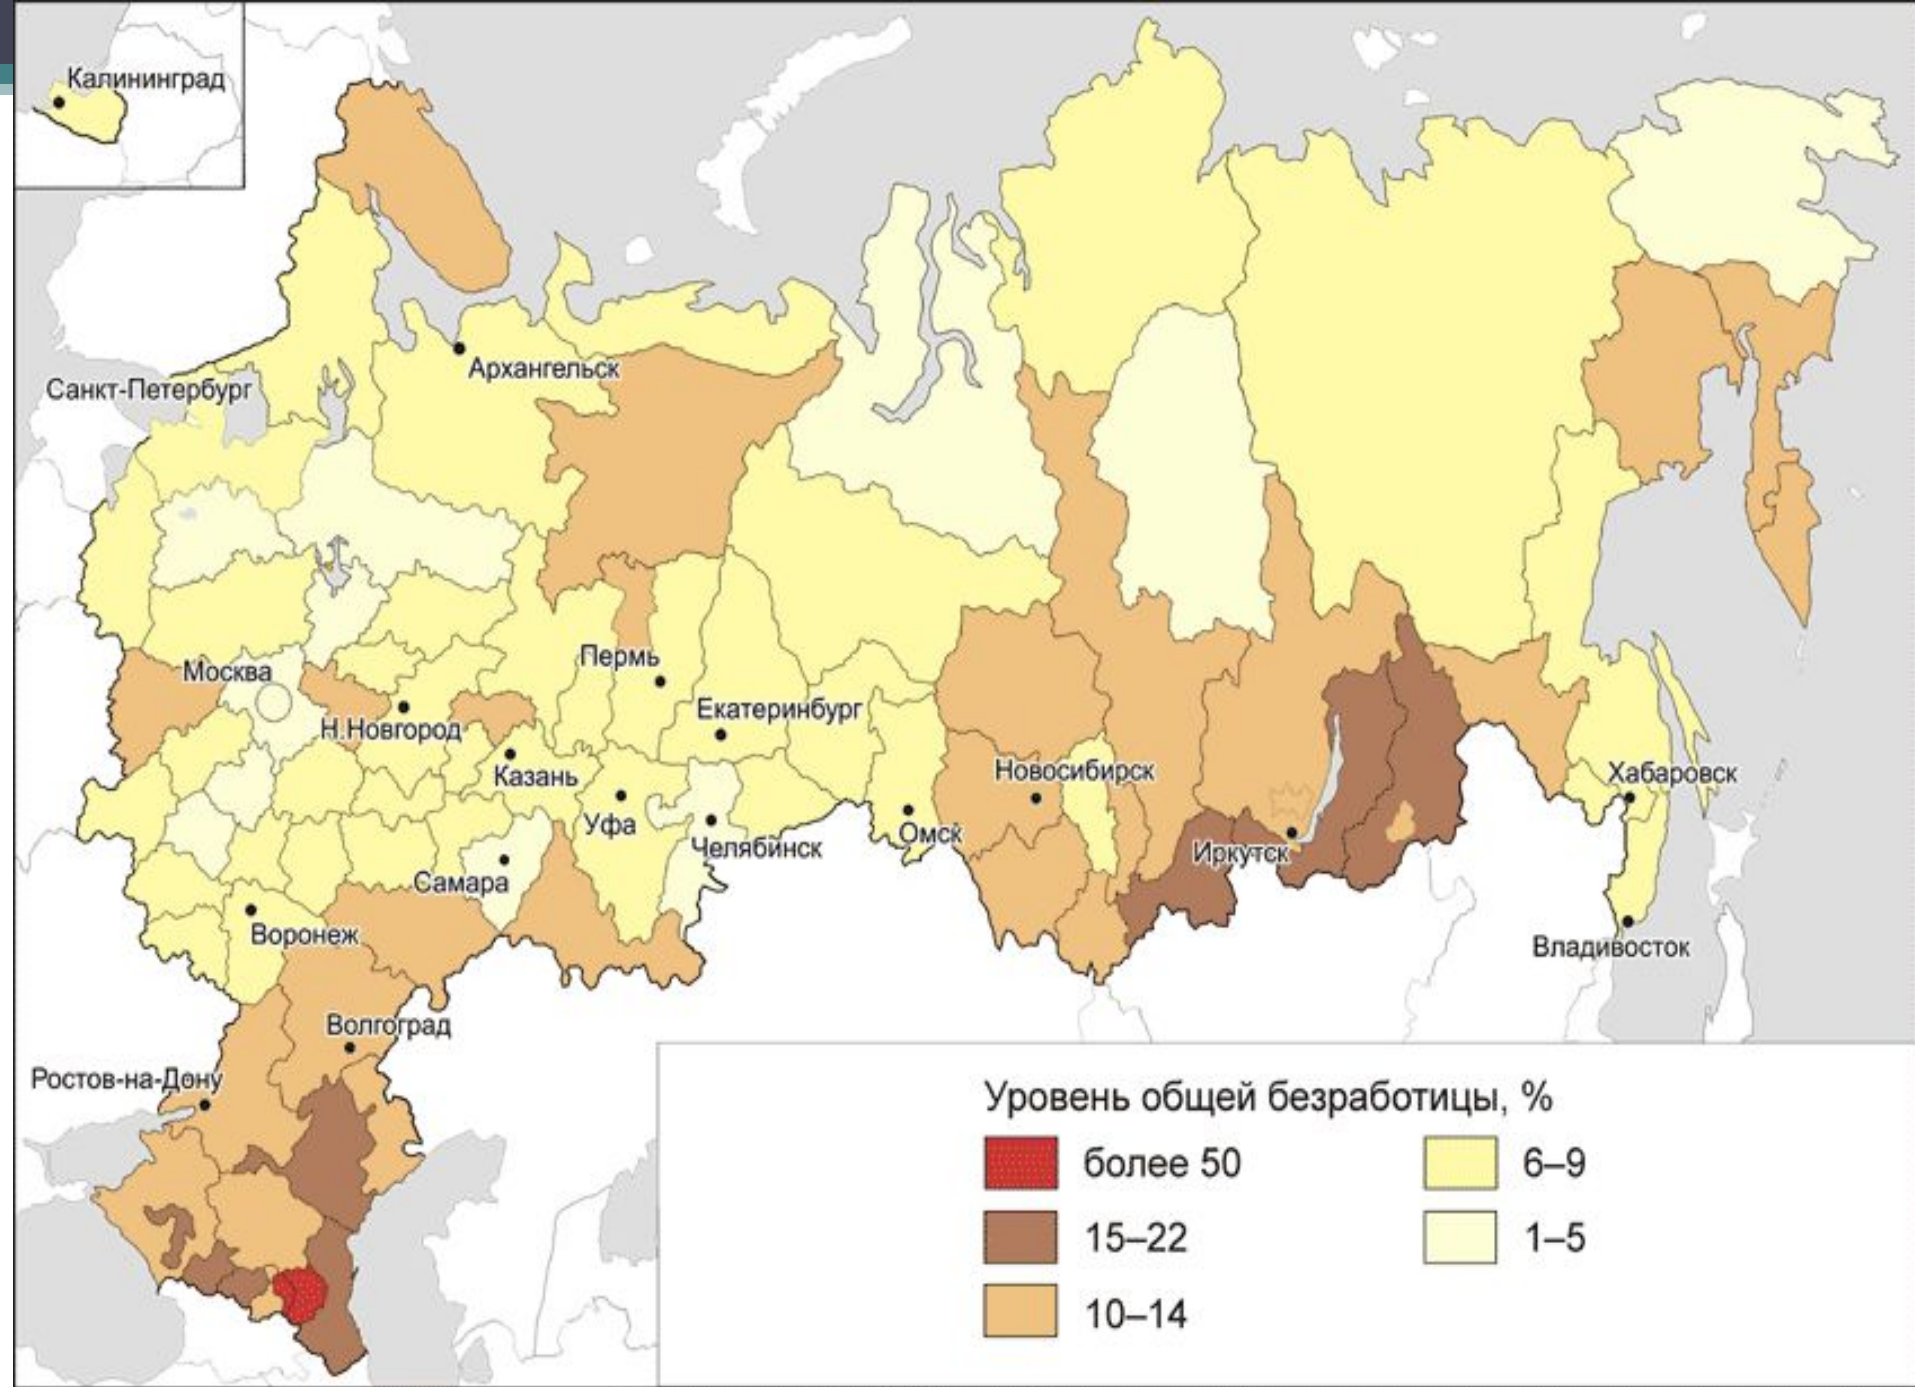 Калининград
Архангельск
Санкт-Петербург
Москва
Пермь
Н.Новгород
Екатеринбург
Казань
Новосибирск
Хабаровск
Уфа
Челябинск
Омск
Иркутск
Самара
Воронеж
Владивосток
Волгоград
Ростов-на-Дону
Уровень общей безработицы, %
более 50
6–9
15–22
1–5
10–14